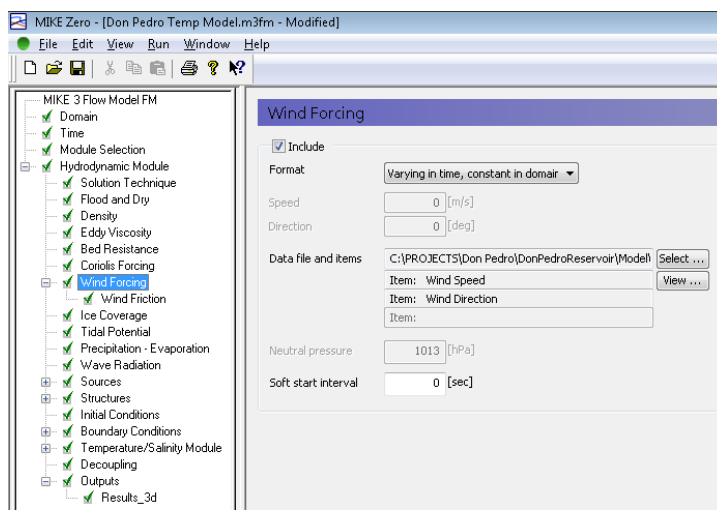 MIKE Zero - [Don Pedro Temp Model.m3fm - Modified]
File Edit View Run Window Help
MIKE 3 Flow Model FM
Domain
Time
Module Selection
Hydrodynamic Module
Solution Technique
Flood and Dry
Density
Eddy Viscosity
Bed Resistance
Coriolis Forcing
Wind Forcing
Wind Friction
Ice Coverage
Tidal Potential
Precipitation - Evaporation
Wave Radiation
Sources
Structures
Initial Conditions
Boundary Conditions
Temperature/Salinity Module
Decoupling
Outputs
Results_3d
Wind Forcing
Include
Format Varying in time, constant in domair
Speed 0 [m/s]
Direction 0 [deg]
Data file and items C:\PROJECTS\Don Pedro\DonPedroReservoir\Model\ Select ...
Item: Wind Speed View ...
Item: Wind Direction
Item:
Neutral pressure 1013 [hPa]
Soft start interval 0 [sec]